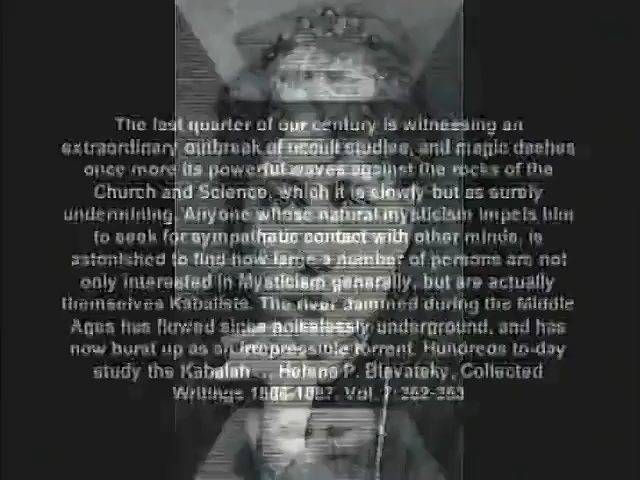 The last quarter of our century is witnessing an
extraordinary outbreak of occult studies, and magic dashes
once more its powerful waves against the rocks of the
Church and Science, which it is slowly but as surely
undermining. Anyone whose natural mysticism impels him
to seek for sympathetic contact with other minds, is
astonished to find how large a number of persons are not
only interested in Mysticism generally, but are actually
themselves Kabalists. The river dammed during the Middle
Ages has flowed since noiselessly underground, and has
now burst up as an irrepressible torrent. Hundreds to-day
study the Kabalah ... Helena P. Blavatsky, Collected
Writings 1886-1887, Vol. 7: